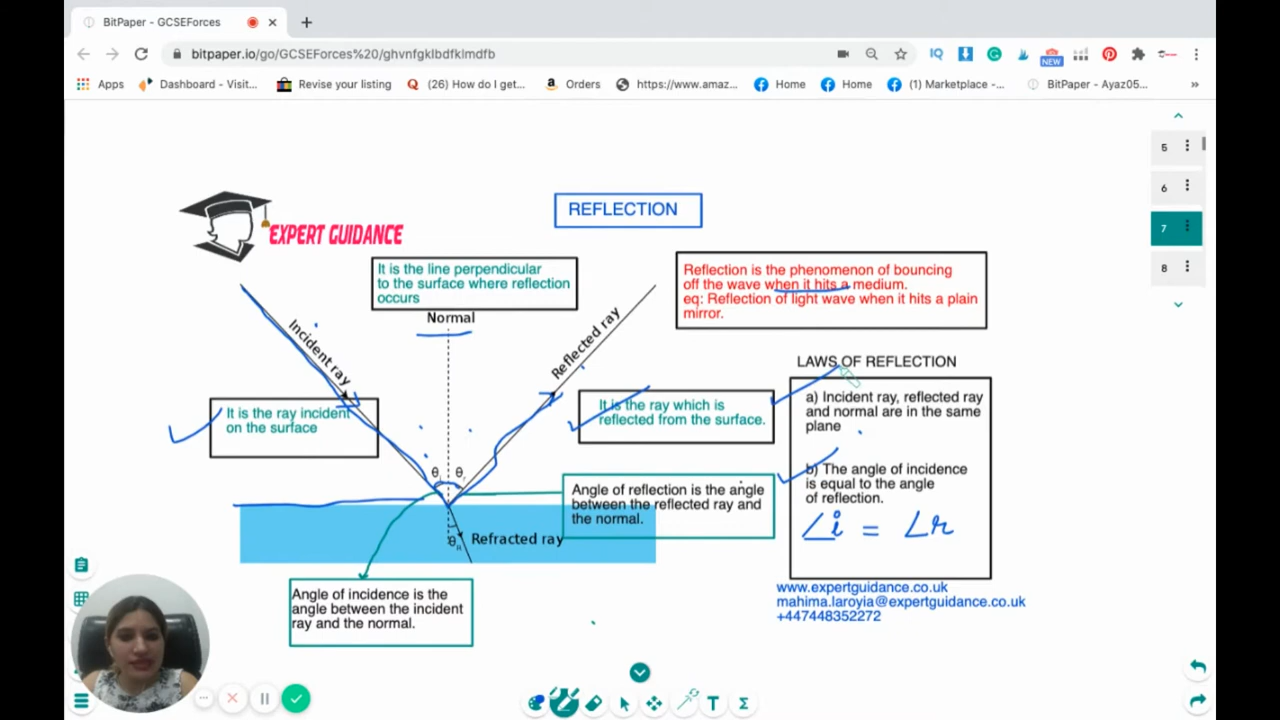 BitPaper - GCSEForces
bitpaper.io/go/GCSEForces%20/ghvnfgklbdfklmdfb
IQ
NEW
Apps
Dashboard - Visit...
Revise your listing
(26) How do I get...
Orders
https://www.amaz...
Home
Home
(1) Marketplace -...
BitPaper - Ayaz05...
»
5
6
7
8
EXPERT GUIDANCE
REFLECTION
It is the line perpendicular
to the surface where reflection
occurs
Normal
Reflection is the phenomenon of bouncing
off the wave when it hits a medium.
eq: Reflection of light wave when it hits a plain
mirror.
Incident ray
Reflected ray
It is the ray incident
on the surface
It is the ray which is
reflected from the surface.
LAWS OF REFLECTION
a) Incident ray, reflected ray
and normal are in the same
plane
b) The angle of incidence
is equal to the angle
of reflection.
∠i = ∠r
θ θr
Angle of reflection is the angle
between the reflected ray and
the normal.
θ
Refracted ray
Angle of incidence is the
angle between the incident
ray and the normal.
www.expertguidance.co.uk
mahima.laroyia@expertguidance.co.uk
+447448352272
T
Σ